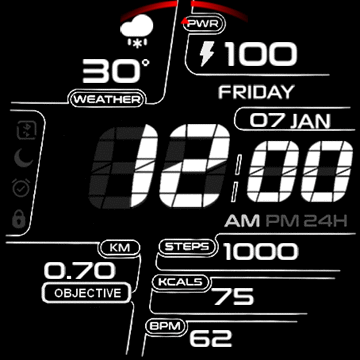 PWR
100
30°
WEATHER
FRIDAY
07 JAN
12:00
AM PM 24H
KM
0.70
OBJECTIVE
STEPS
1000
KCALS
75
BPM
62